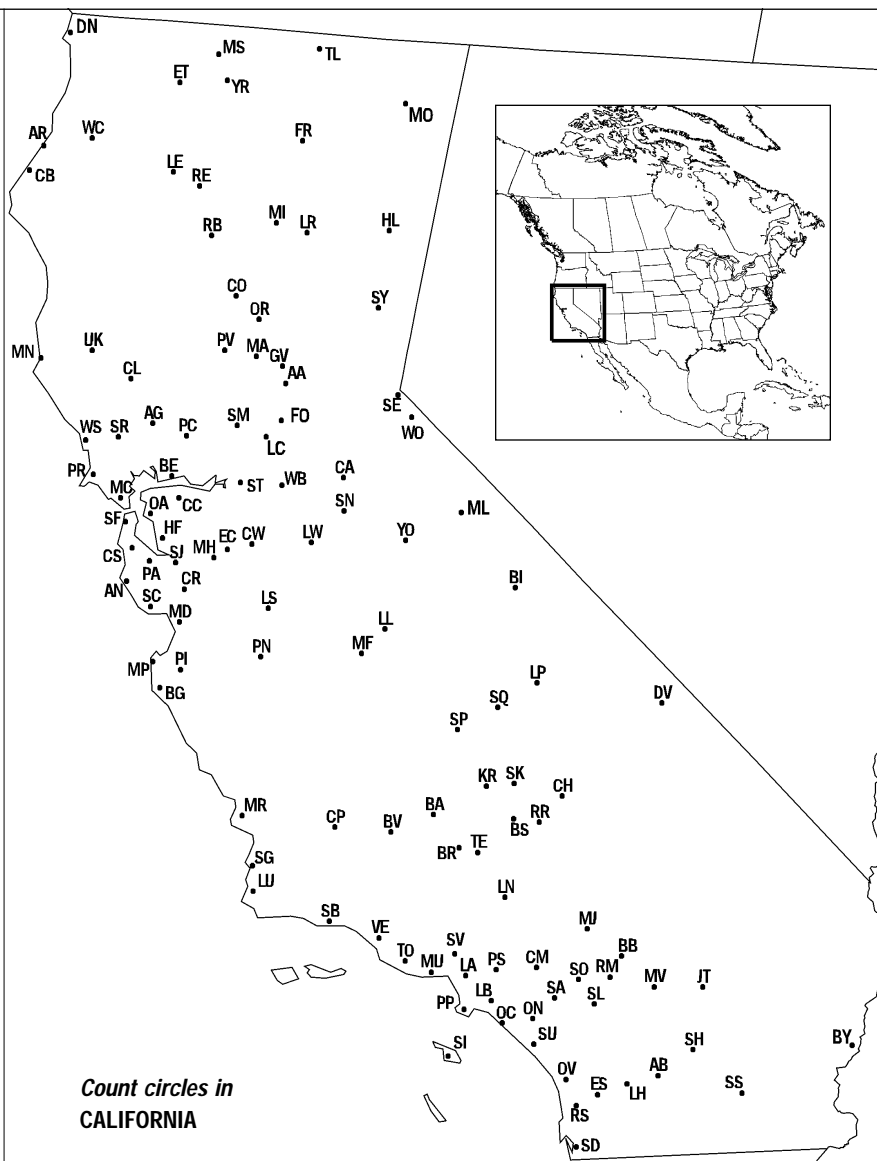 DN
MS
TL
ET
YR
MO
AR
WC
FR
CB
LE
RE
MI
LR
HL
RB
CO
SY
OR
MN
UK
PV
MA
GV
CL
AA
SE
AG
FO
WO
WS
SR
PC
SM
LC
PR
BE
CA
MC
CC
ST
WB
OA
SN
ML
SF
HF
EC
CW
LW
YO
CS
SJ
MH
PA
AN
CR
BI
SC
LS
MD
LL
PN
MF
MP
PI
LP
BG
SQ
DV
SP
KR
SK
CH
MR
CP
BV
BA
BS
RR
BR
TE
SG
LU
LN
SB
MJ
VE
SV
BB
TO
MU
LA
PS
CM
SO
RM
MV
JT
LB
SA
SL
PP
OC
ON
SU
SI
SH
BY
OV
ES
AB
LH
SS
RS
SD
Count circles in
CALIFORNIA